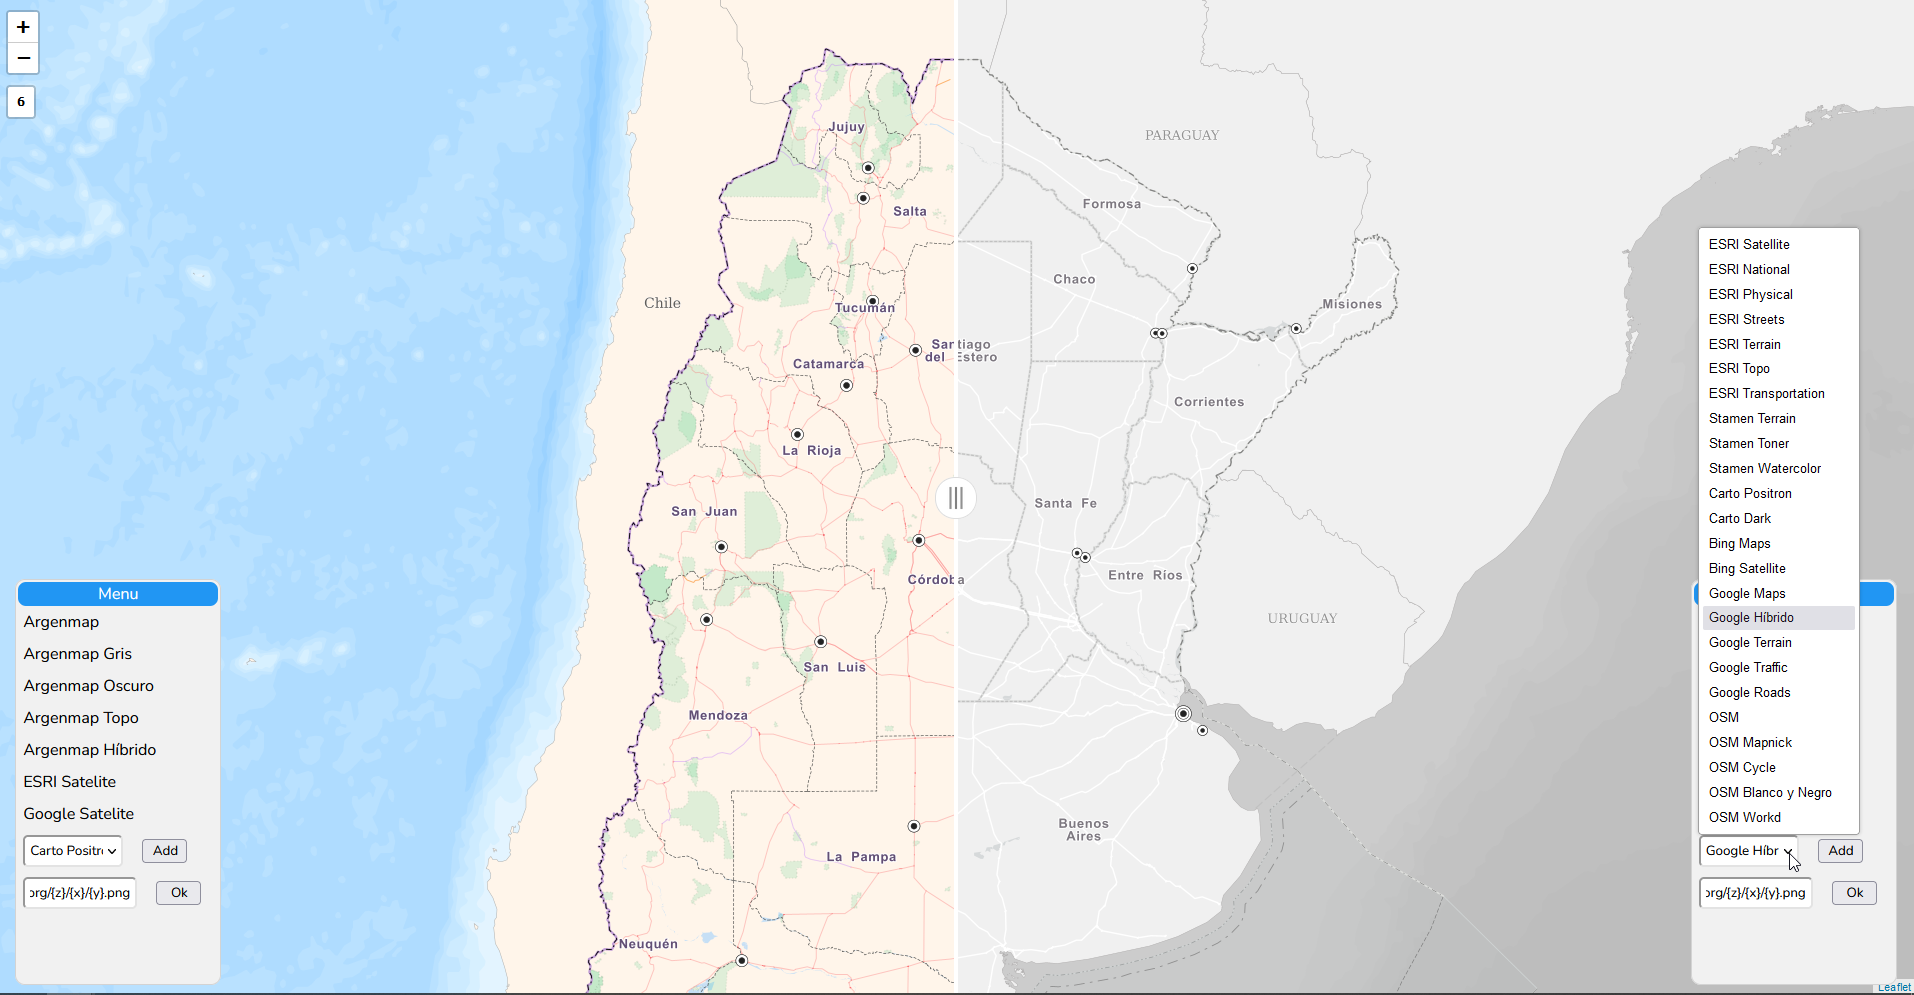 +
−
6
Jujuy
Salta
Chile
Tucumán
Santiago
del Estero
Catamarca
La Rioja
San Juan
Córdoba
San Luis
Mendoza
La Pampa
Neuquén
PARAGUAY
Formosa
Chaco
Misiones
Corrientes
Santa Fe
Entre Ríos
URUGUAY
Buenos
Aires
Menu
Argenmap
Argenmap Gris
Argenmap Oscuro
Argenmap Topo
Argenmap Híbrido
ESRI Satelite
Google Satelite
Carto Positr
Add
org/{z}/{x}/{y}.png
Ok
ESRI Satellite
ESRI National
ESRI Physical
ESRI Streets
ESRI Terrain
ESRI Topo
ESRI Transportation
Stamen Terrain
Stamen Toner
Stamen Watercolor
Carto Positron
Carto Dark
Bing Maps
Bing Satellite
Google Maps
Google Híbrido
Google Terrain
Google Traffic
Google Roads
OSM
OSM Mapnick
OSM Cycle
OSM Blanco y Negro
OSM Workd
Google Híbr
Add
org/{z}/{x}/{y}.png
Ok
Leaflet